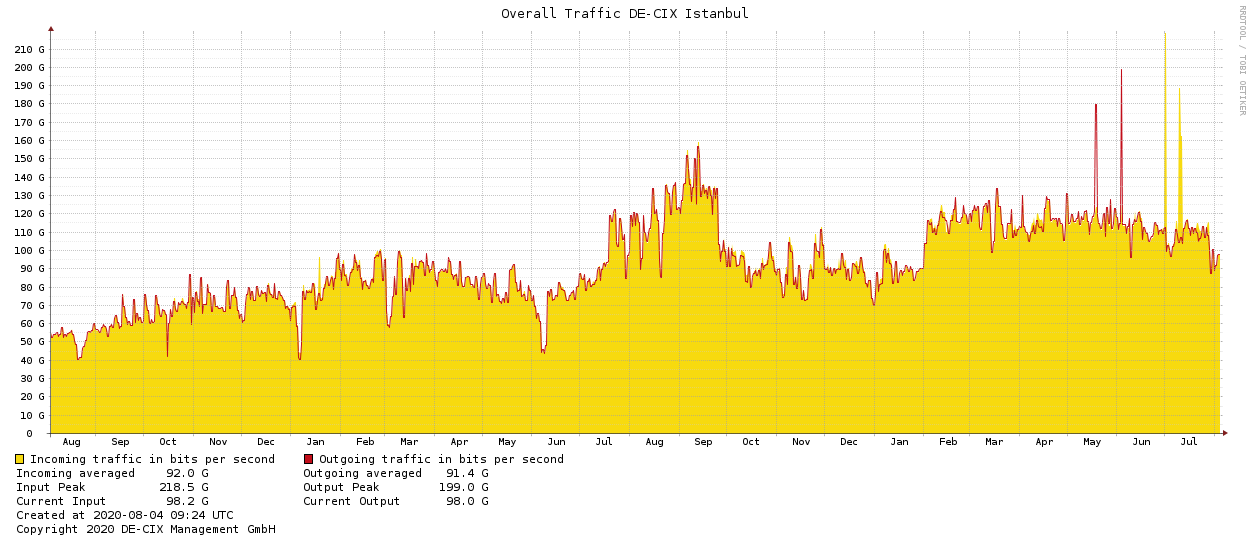 Overall Traffic DE-CIX Istanbul
RRDTOOL / TOBI OETIKER
210 G
200 G
190 G
180 G
170 G
160 G
150 G
140 G
130 G
120 G
110 G
100 G
90 G
80 G
70 G
60 G
50 G
40 G
30 G
20 G
10 G
0
Aug Sep Oct Nov Dec Jan Feb Mar Apr May Jun Jul Aug Sep Oct Nov Dec Jan Feb Mar Apr May Jun Jul
Incoming traffic in bits per second Outgoing traffic in bits per second
Incoming averaged 92.0 G Outgoing averaged 91.4 G
Input Peak 218.5 G Output Peak 199.0 G
Current Input 98.2 G Current Output 98.0 G
Created at 2020-08-04 09:24 UTC
Copyright 2020 DE-CIX Management GmbH